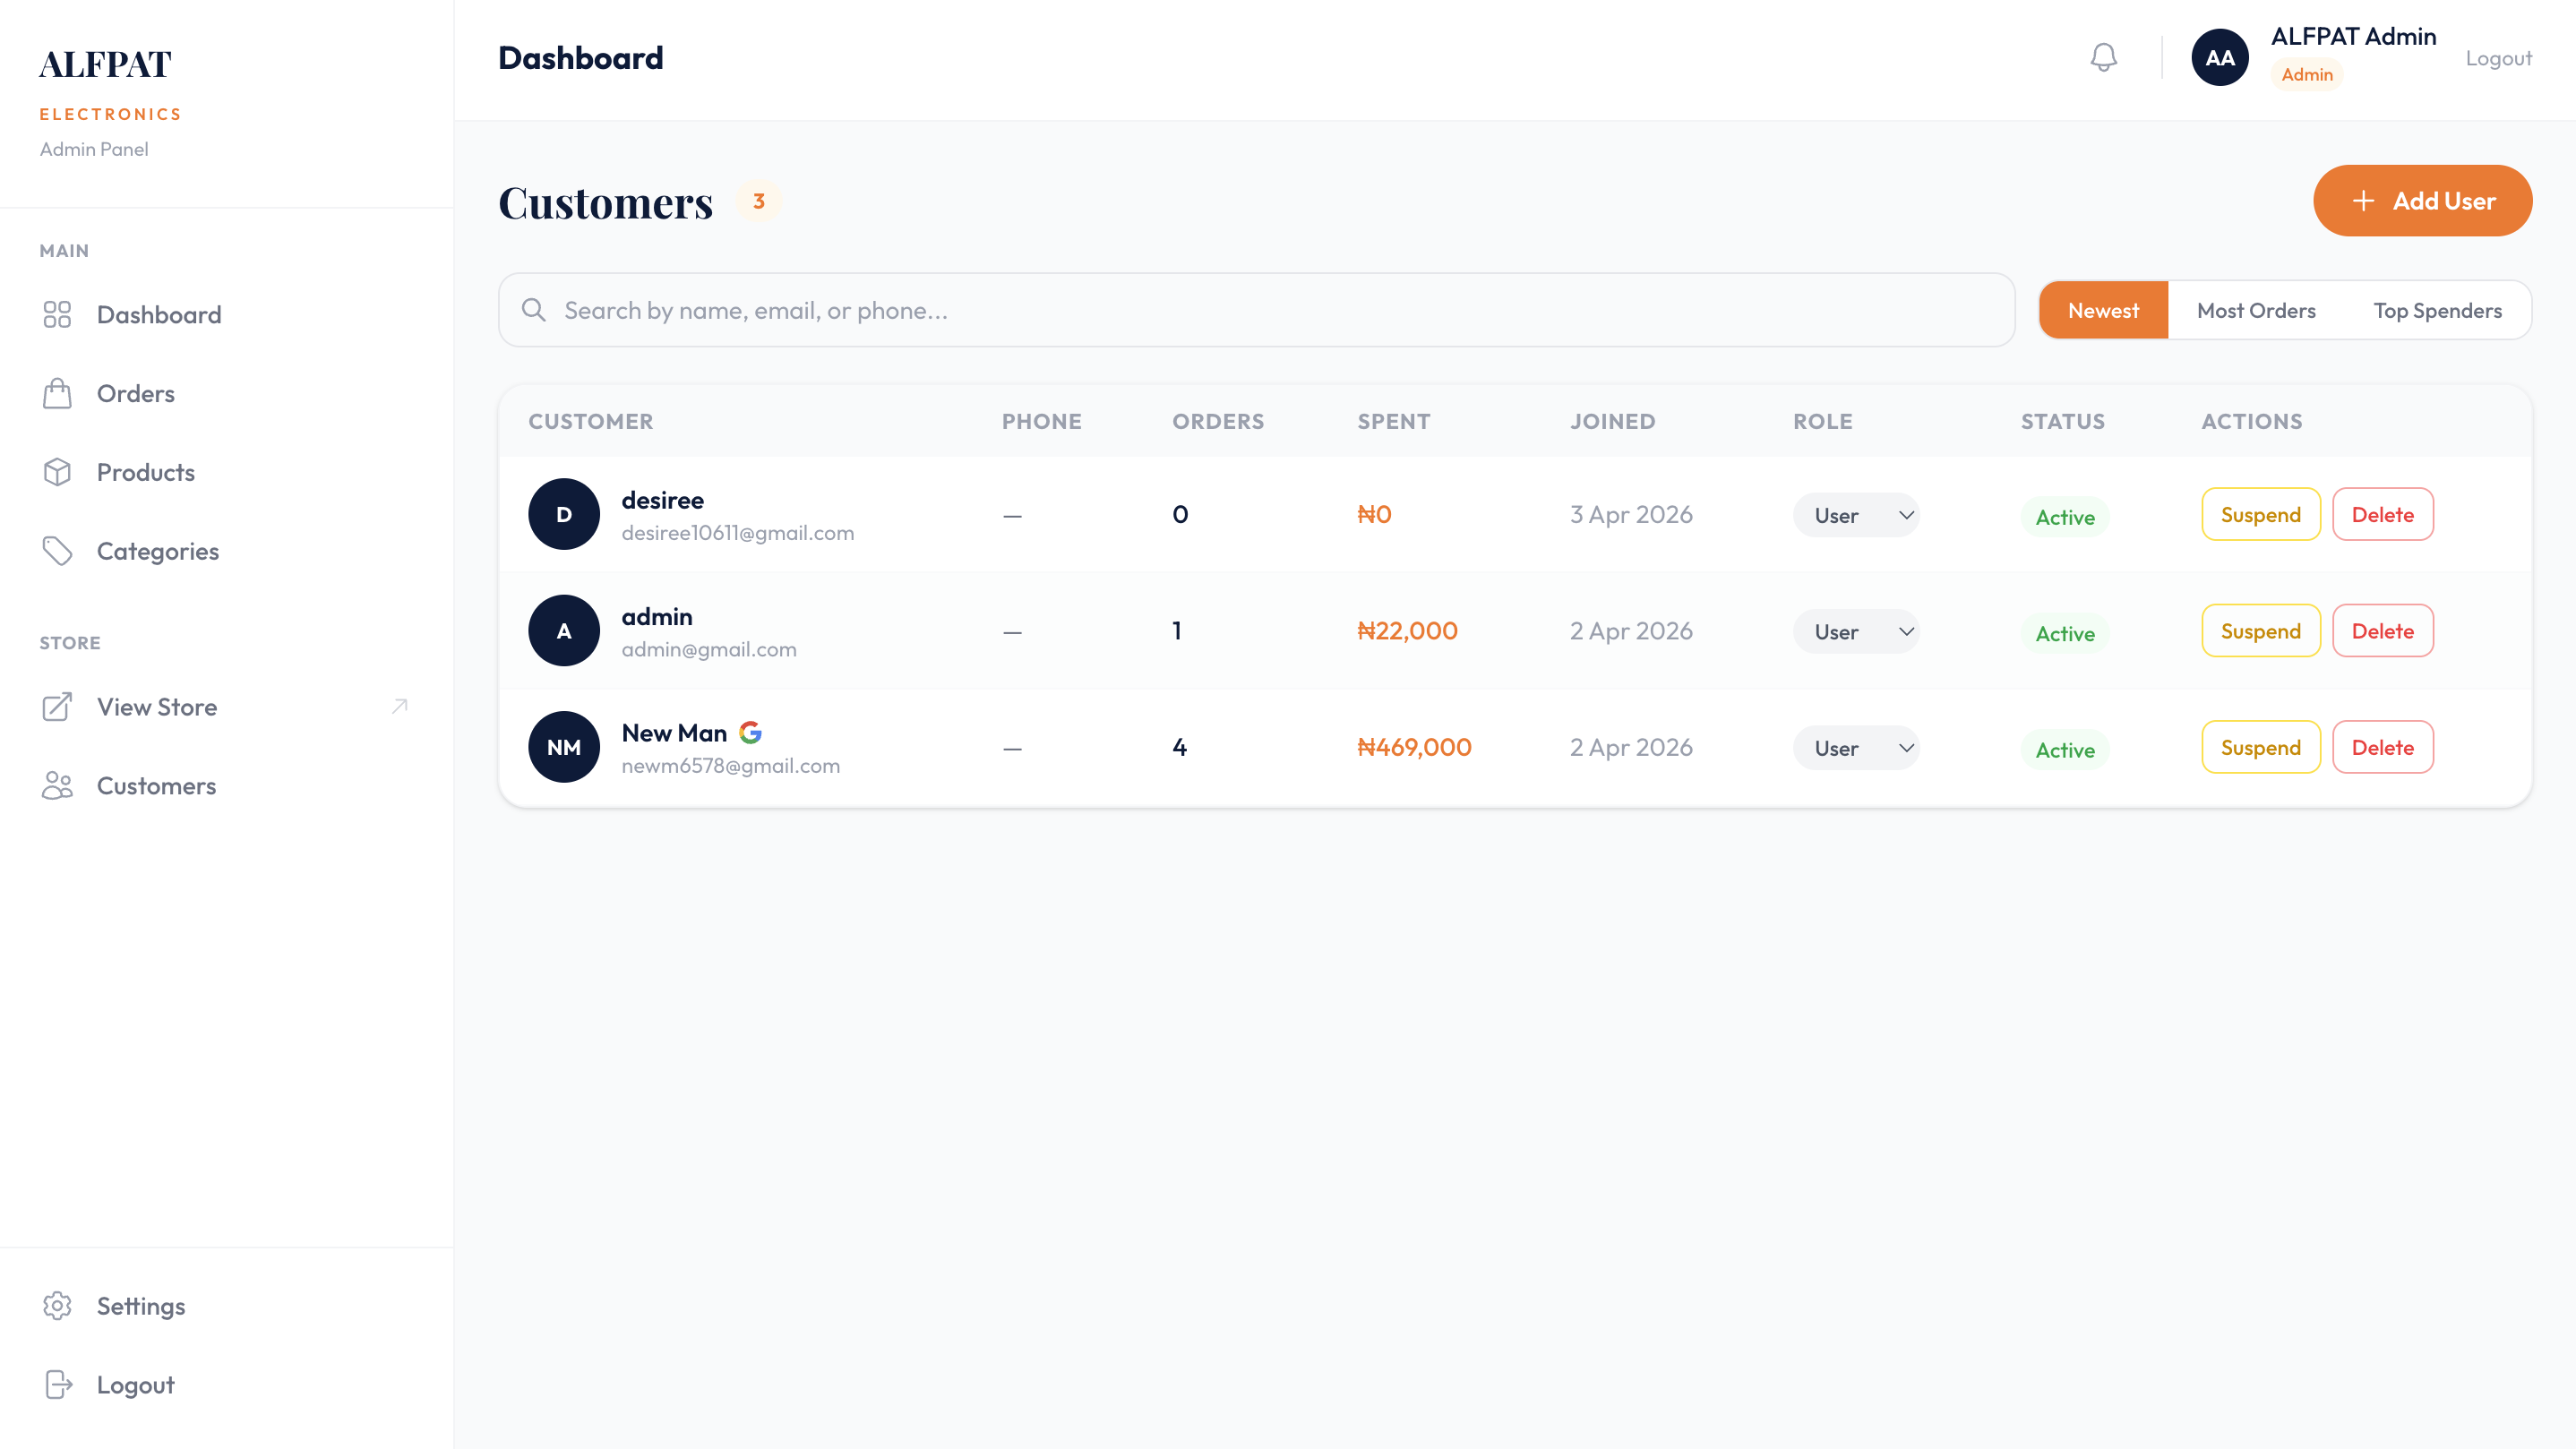 ALFPAT
ELECTRONICS
Admin Panel
MAIN
Dashboard
Orders
Products
Categories
STORE
View Store
Customers
Settings
Logout
Dashboard
AA
ALFPAT Admin
Admin
Logout
Customers 3
+ Add User
Search by name, email, or phone...
Newest Most Orders Top Spenders
CUSTOMER PHONE ORDERS SPENT JOINED ROLE STATUS ACTIONS
D desiree — 0 ₦0 3 Apr 2026 User Active Suspend Delete
desiree10611@gmail.com
A admin — 1 ₦22,000 2 Apr 2026 User Active Suspend Delete
admin@gmail.com
NM New Man G — 4 ₦469,000 2 Apr 2026 User Active Suspend Delete
newm6578@gmail.com